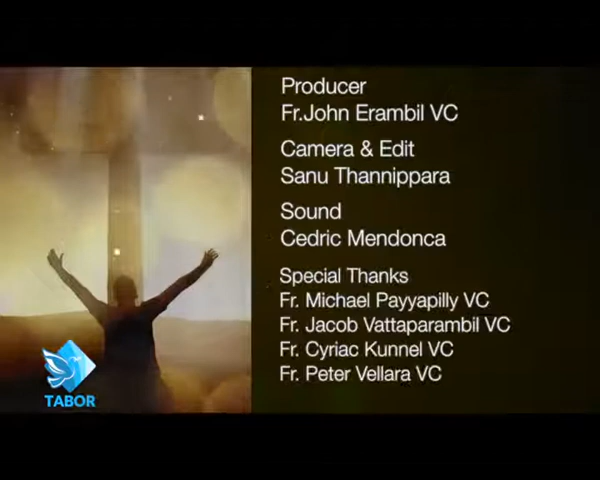 Producer
Fr.John Erambil VC
Camera & Edit
Sanu Thannippara
Sound
Cedric Mendonca
Special Thanks
Fr. Michael Payyapilly VC
Fr. Jacob Vattaparambil VC
Fr. Cyriac Kunnel VC
Fr. Peter Vellara VC
TABOR